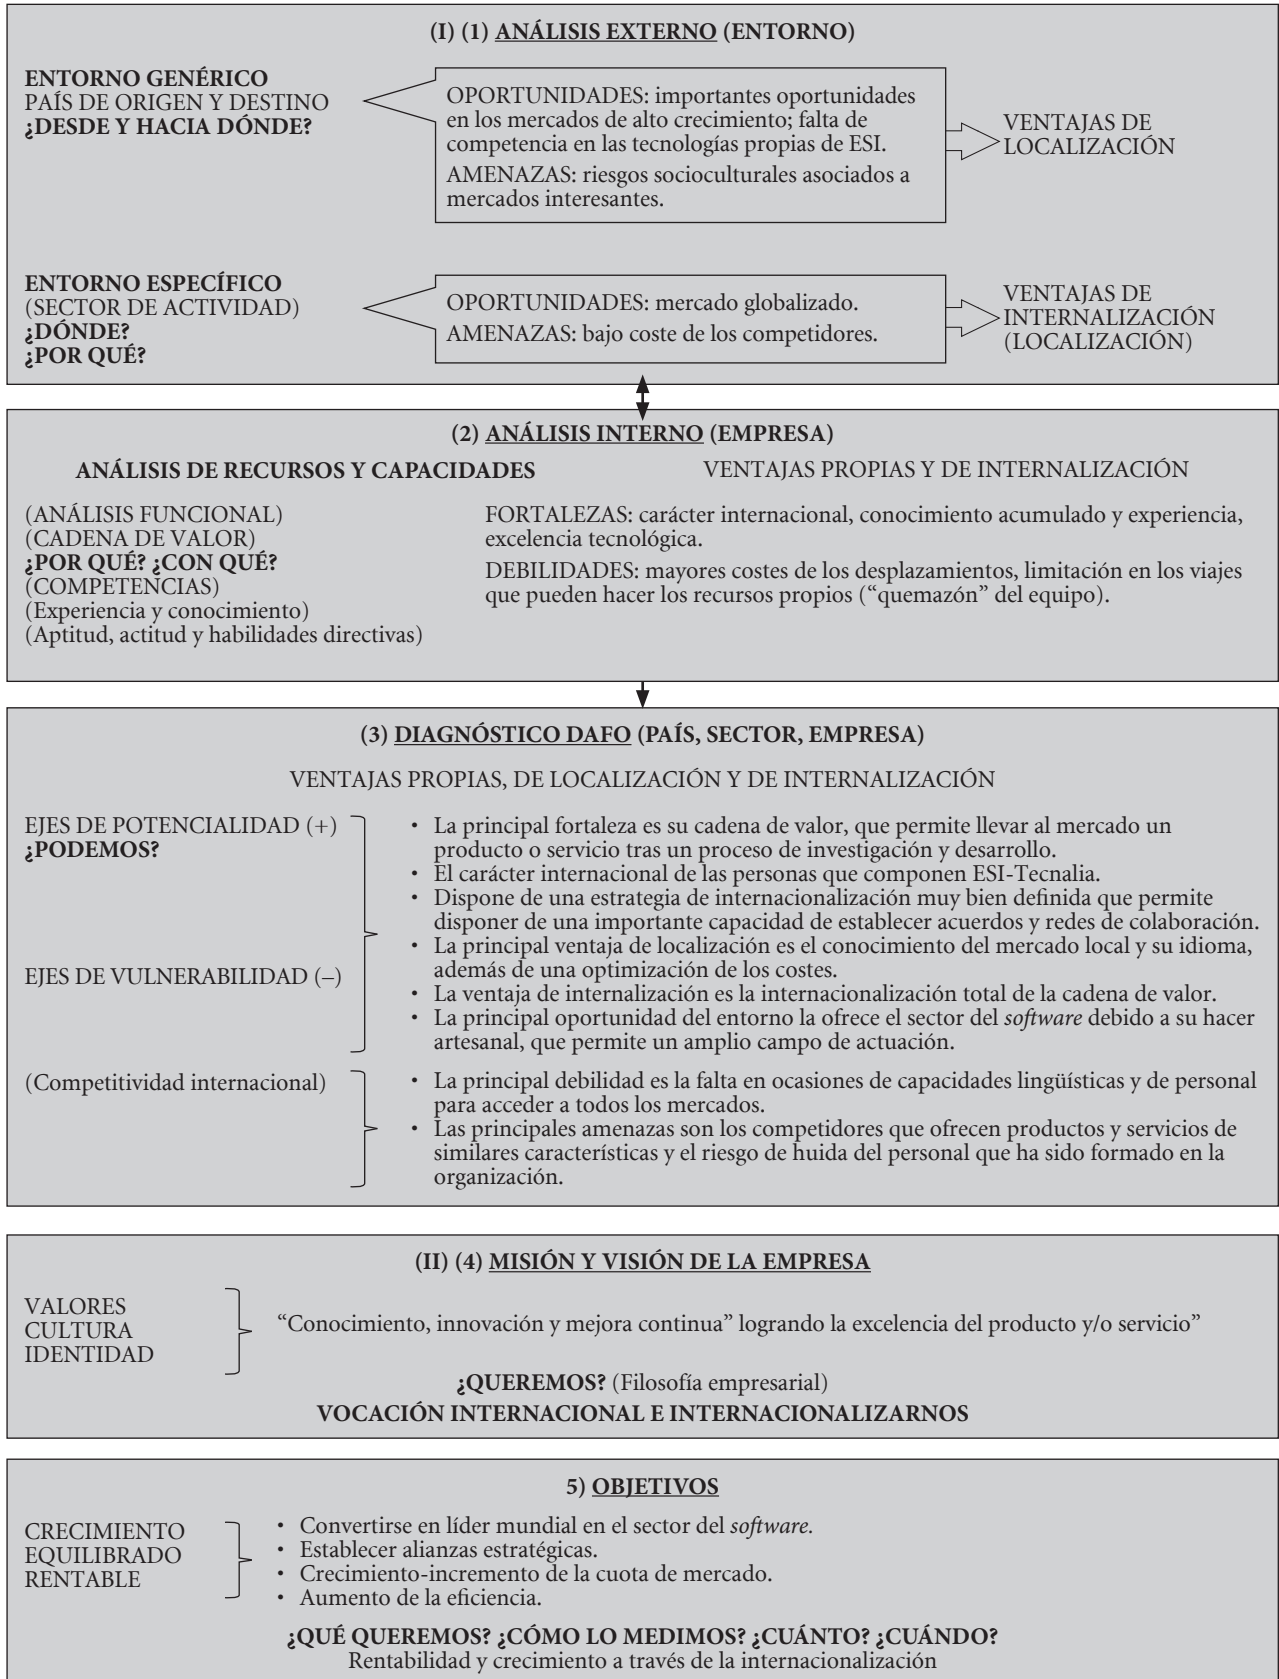 (I) (1) ANÁLISIS EXTERNO (ENTORNO)
ENTORNO GENÉRICO
PAÍS DE ORIGEN Y DESTINO
¿DESDE Y HACIA DÓNDE?
OPORTUNIDADES: importantes oportunidades
en los mercados de alto crecimiento; falta de
competencia en las tecnologías propias de ESI.
AMENAZAS: riesgos socioculturales asociados a
mercados interesantes.
VENTAJAS DE
LOCALIZACIÓN
ENTORNO ESPECÍFICO
(SECTOR DE ACTIVIDAD)
¿DÓNDE?
¿POR QUÉ?
OPORTUNIDADES: mercado globalizado.
AMENAZAS: bajo coste de los competidores.
VENTAJAS DE
INTERNALIZACIÓN
(LOCALIZACIÓN)
(2) ANÁLISIS INTERNO (EMPRESA)
ANÁLISIS DE RECURSOS Y CAPACIDADES
VENTAJAS PROPIAS Y DE INTERNALIZACIÓN
(ANÁLISIS FUNCIONAL)
(CADENA DE VALOR)
¿POR QUÉ? ¿CON QUÉ?
(COMPETENCIAS)
(Experiencia y conocimiento)
(Aptitud, actitud y habilidades directivas)
FORTALEZAS: carácter internacional, conocimiento acumulado y experiencia,
excelencia tecnológica.
DEBILIDADES: mayores costes de los desplazamientos, limitación en los viajes
que pueden hacer los recursos propios (“quemazón” del equipo).
(3) DIAGNÓSTICO DAFO (PAÍS, SECTOR, EMPRESA)
VENTAJAS PROPIAS, DE LOCALIZACIÓN Y DE INTERNALIZACIÓN
EJES DE POTENCIALIDAD (+)
¿PODEMOS?
EJES DE VULNERABILIDAD (–)
• La principal fortaleza es su cadena de valor, que permite llevar al mercado un
producto o servicio tras un proceso de investigación y desarrollo.
• El carácter internacional de las personas que componen ESI-Tecnalia.
• Dispone de una estrategia de internacionalización muy bien definida que permite
disponer de una importante capacidad de establecer acuerdos y redes de colaboración.
• La principal ventaja de localización es el conocimiento del mercado local y su idioma,
además de una optimización de los costes.
• La ventaja de internalización es la internacionalización total de la cadena de valor.
• La principal oportunidad del entorno la ofrece el sector del software debido a su hacer
artesanal, que permite un amplio campo de actuación.
(Competitividad internacional)
• La principal debilidad es la falta en ocasiones de capacidades lingüísticas y de personal
para acceder a todos los mercados.
• Las principales amenazas son los competidores que ofrecen productos y servicios de
similares características y el riesgo de huida del personal que ha sido formado en la
organización.
(II) (4) MISIÓN Y VISIÓN DE LA EMPRESA
VALORES
CULTURA
IDENTIDAD
“Conocimiento, innovación y mejora continua” logrando la excelencia del producto y/o servicio”
¿QUEREMOS? (Filosofía empresarial)
VOCACIÓN INTERNACIONAL E INTERNACIONALIZARNOS
5) OBJETIVOS
CRECIMIENTO
EQUILIBRADO
RENTABLE
• Convertirse en líder mundial en el sector del software.
• Establecer alianzas estratégicas.
• Crecimiento-incremento de la cuota de mercado.
• Aumento de la eficiencia.
¿QUÉ QUEREMOS? ¿CÓMO LO MEDIMOS? ¿CUÁNTO? ¿CUÁNDO?
Rentabilidad y crecimiento a través de la internacionalización